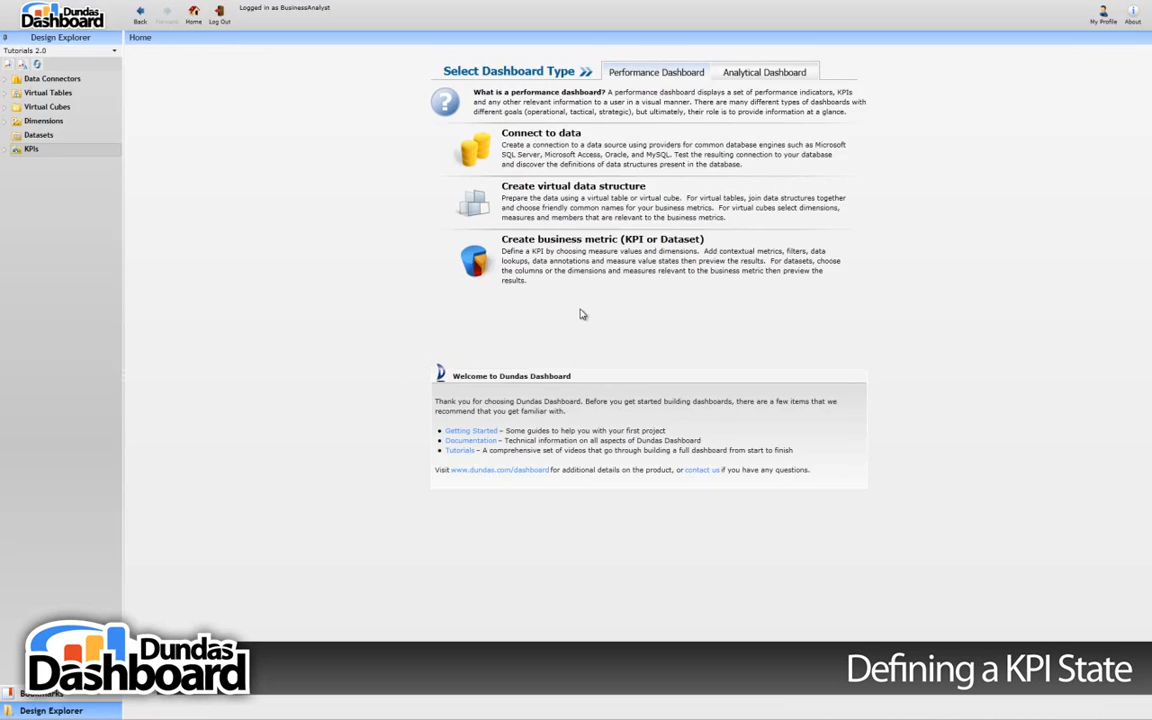 Dundas
Dashboard
Back
Forward
Home
Log Out
Logged in as BusinessAnalyst
My Profile
About
Design Explorer
Home
Tutorials 2.0
Data Connectors
Virtual Tables
Virtual Cubes
Dimensions
Datasets
KPIs
Select Dashboard Type
Performance Dashboard
Analytical Dashboard
What is a performance dashboard? A performance dashboard displays a set of performance indicators, KPIs
and any other relevant information to a user in a visual manner. There are many different types of dashboards with
different goals (operational, tactical, strategic), but ultimately, their role is to provide information at a glance.
Connect to data
Create a connection to a data source using providers for common database engines such as Microsoft
SQL Server, Microsoft Access, Oracle, and MySQL. Test the resulting connection to your database
and discover the definitions of data structures present in the database.
Create virtual data structure
Prepare the data using a virtual table or virtual cube. For virtual tables, join data structures together
and choose friendly common names for your business metrics. For virtual cubes select dimensions,
measures and members that are relevant to the business metrics.
Create business metric (KPI or Dataset)
Define a KPI by choosing measure values and dimensions. Add contextual metrics, filters, data
lookups, data annotations and measure value states then preview the results. For datasets, choose
the columns or the dimensions and measures relevant to the business metric then preview the
results.
Welcome to Dundas Dashboard
Thank you for choosing Dundas Dashboard. Before you get started building dashboards, there are a few items that we
recommend that you get familiar with.
• Getting Started – Some guides to help you with your first project
• Documentation – Technical information on all aspects of Dundas Dashboard
• Tutorials – A comprehensive set of videos that go through building a full dashboard from start to finish
Visit www.dundas.com/dashboard for additional details on the product, or contact us if you have any questions.
Dundas
Dashboard
Defining a KPI State
Bookmarks
Design Explorer